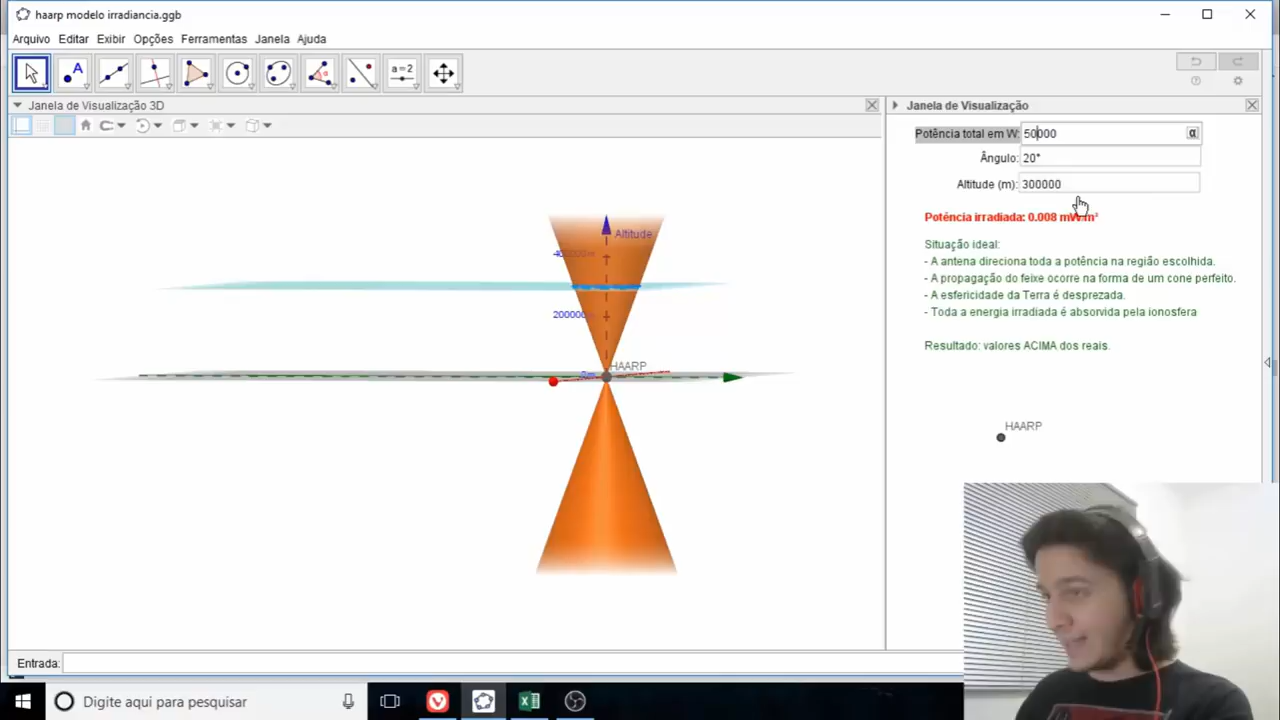 haarp modelo irradiancia.ggb
Arquivo Editar Exibir Opções Ferramentas Janela Ajuda
A
a=2
Janela de Visualização 3D
Janela de Visualização
Potência total em W: 50000 α
Ângulo: 20°
Altitude (m): 300000
Potência irradiada: 0.008
Situação ideal:
- A antena direciona toda a potência na região escolhida.
- A propagação do feixe ocorre na forma de um cone perfeito.
- A esfericidade da Terra é desprezada.
- Toda a energia irradiada é absorvida pela ionosfera
Resultado: valores ACIMA dos reais.
Altitude
200000
HAARP
HAARP
Entrada:
Digite aqui para pesquisar